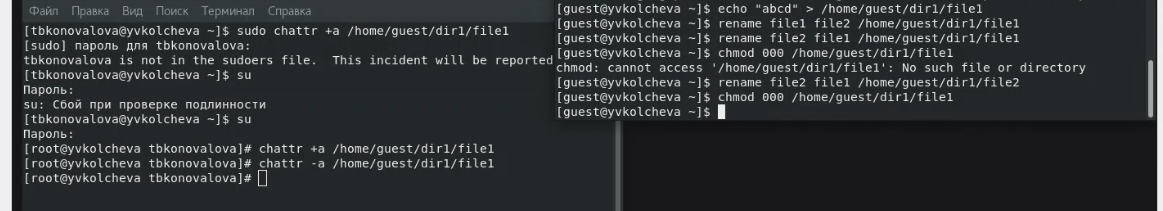 Файл Правка Вид Поиск Терминал Справка
[tbkonovalova@yvkolcheva ~]$ sudo chattr +a /home/guest/dir1/file1
[sudo] пароль для tbkonovalova:
tbkonovalova is not in the sudoers file.  This incident will be reported
[tbkonovalova@yvkolcheva ~]$ su
Пароль:
su: Сбой при проверке подлинности
[tbkonovalova@yvkolcheva ~]$ su
Пароль:
[root@yvkolcheva tbkonovalova]# chattr +a /home/guest/dir1/file1
[root@yvkolcheva tbkonovalova]# chattr -a /home/guest/dir1/file1
[root@yvkolcheva tbkonovalova]#
[guest@yvkolcheva ~]$ echo "abcd" > /home/guest/dir1/file1
[guest@yvkolcheva ~]$ rename file1 file2 /home/guest/dir1/file1
[guest@yvkolcheva ~]$ rename file2 file1 /home/guest/dir1/file1
[guest@yvkolcheva ~]$ chmod 000 /home/guest/dir1/file1
chmod: cannot access '/home/guest/dir1/file1': No such file or directory
[guest@yvkolcheva ~]$ rename file2 file1 /home/guest/dir1/file2
[guest@yvkolcheva ~]$ chmod 000 /home/guest/dir1/file1
[guest@yvkolcheva ~]$